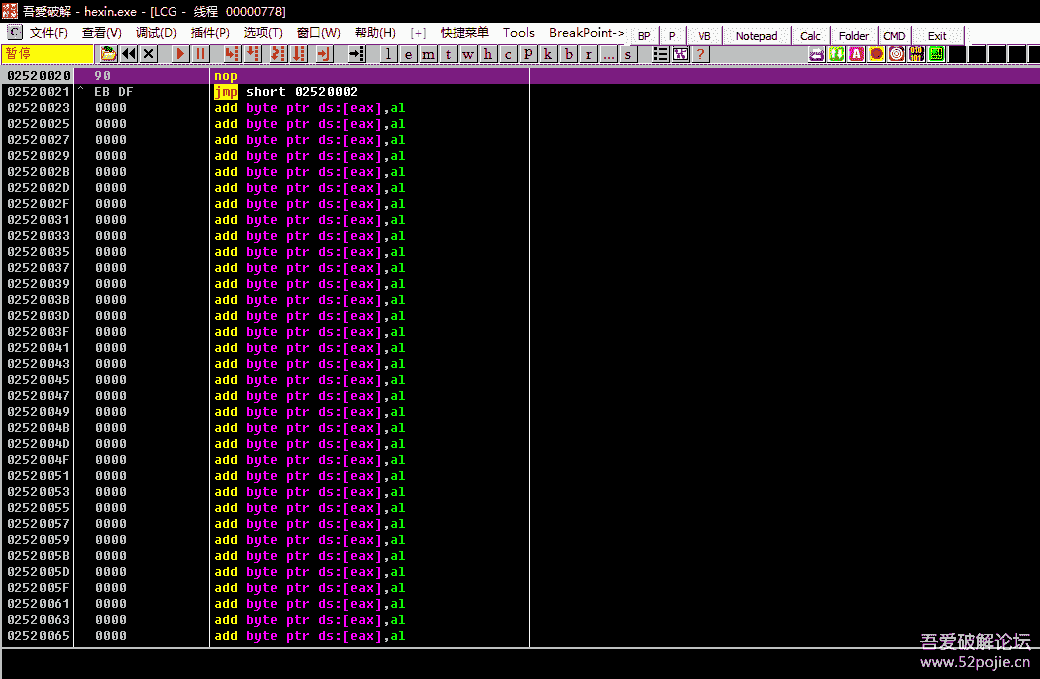 吾爱破解 - hexin.exe - [LCG - 线程 00000778]
C 文件(F) 查看(V) 调试(D) 插件(P) 选项(T) 窗口(W) 帮助(H) [+] 快捷菜单 Tools BreakPoint-> BP P VB Notepad Calc Folder CMD Exit
暂停 l e m t w h c p k b r ... s ?
02520020 90 nop
02520021 ^ EB DF jmp short 02520002
02520023 0000 add byte ptr ds:[eax],al
02520025 0000 add byte ptr ds:[eax],al
02520027 0000 add byte ptr ds:[eax],al
02520029 0000 add byte ptr ds:[eax],al
0252002B 0000 add byte ptr ds:[eax],al
0252002D 0000 add byte ptr ds:[eax],al
0252002F 0000 add byte ptr ds:[eax],al
02520031 0000 add byte ptr ds:[eax],al
02520033 0000 add byte ptr ds:[eax],al
02520035 0000 add byte ptr ds:[eax],al
02520037 0000 add byte ptr ds:[eax],al
02520039 0000 add byte ptr ds:[eax],al
0252003B 0000 add byte ptr ds:[eax],al
0252003D 0000 add byte ptr ds:[eax],al
0252003F 0000 add byte ptr ds:[eax],al
02520041 0000 add byte ptr ds:[eax],al
02520043 0000 add byte ptr ds:[eax],al
02520045 0000 add byte ptr ds:[eax],al
02520047 0000 add byte ptr ds:[eax],al
02520049 0000 add byte ptr ds:[eax],al
0252004B 0000 add byte ptr ds:[eax],al
0252004D 0000 add byte ptr ds:[eax],al
0252004F 0000 add byte ptr ds:[eax],al
02520051 0000 add byte ptr ds:[eax],al
02520053 0000 add byte ptr ds:[eax],al
02520055 0000 add byte ptr ds:[eax],al
02520057 0000 add byte ptr ds:[eax],al
02520059 0000 add byte ptr ds:[eax],al
0252005B 0000 add byte ptr ds:[eax],al
0252005D 0000 add byte ptr ds:[eax],al
0252005F 0000 add byte ptr ds:[eax],al
02520061 0000 add byte ptr ds:[eax],al
02520063 0000 add byte ptr ds:[eax],al
02520065 0000 add byte ptr ds:[eax],al
吾爱破解论坛
www.52pojie.cn